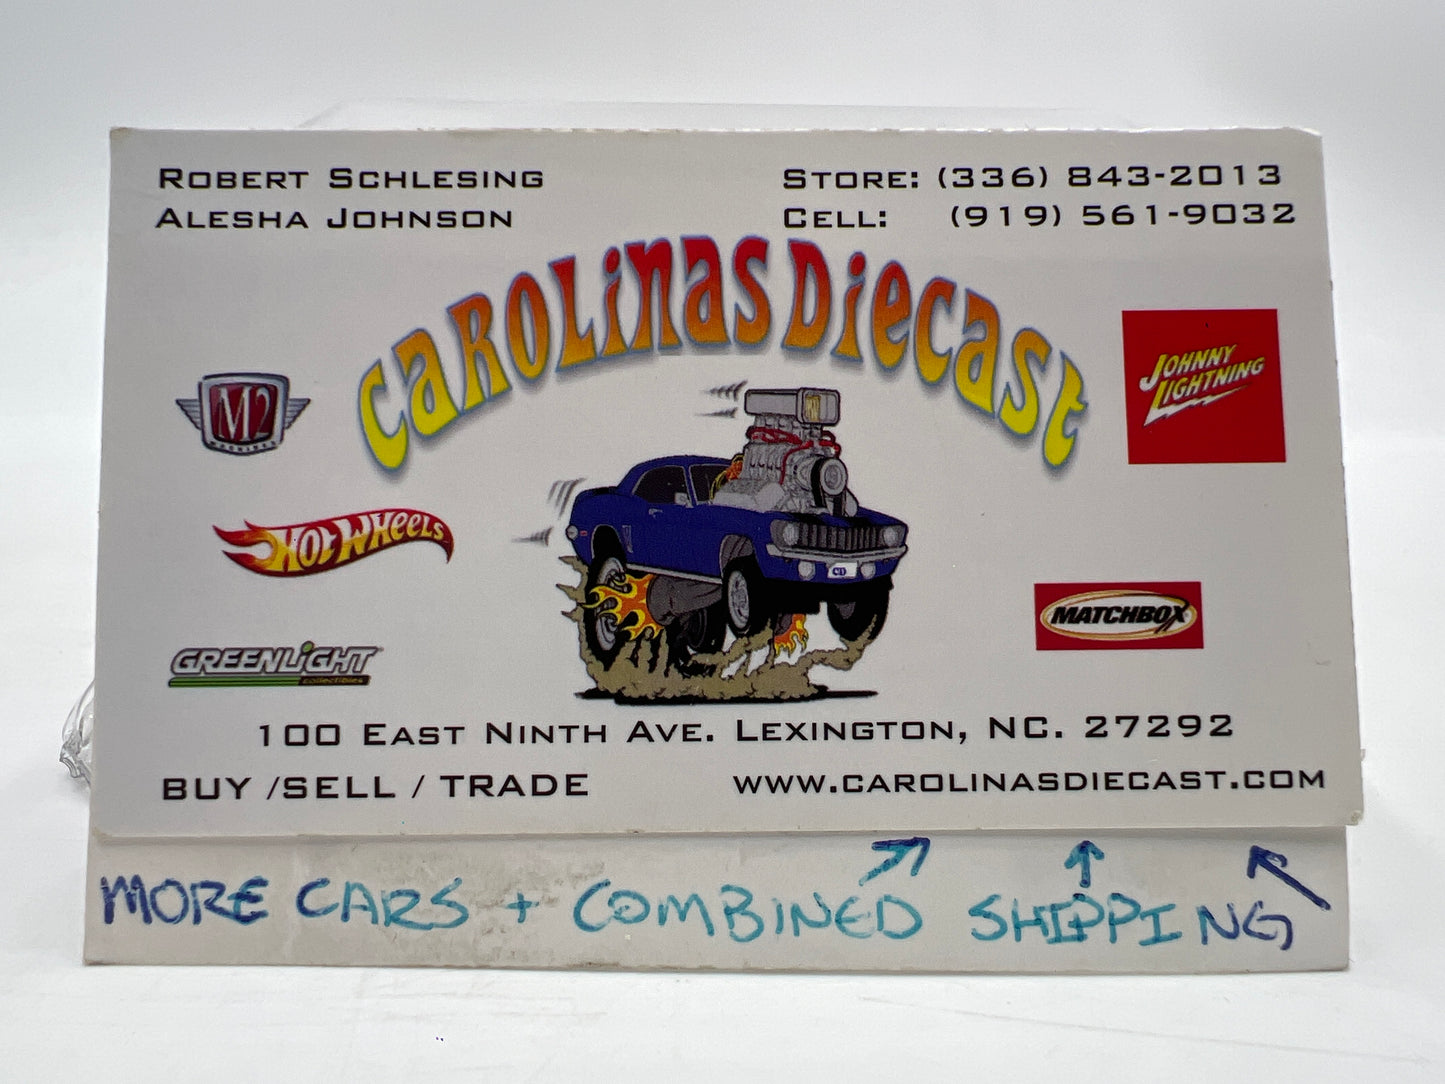 ROBERT SCHLESING
ALESHA JOHNSON
STORE: (336) 843-2013
CELL: (919) 561-9032
CAROLINAS DIECAST
M2
MACHINES
JOHNNY
LIGHTNING
HOT WHEELS
MATCHBOX
GREENLIGHT
collectibles
100 EAST NINTH AVE. LEXINGTON, NC. 27292
BUY /SELL / TRADE
WWW.CAROLINASDIECAST.COM
MORE CARS + COMBINED SHIPPING